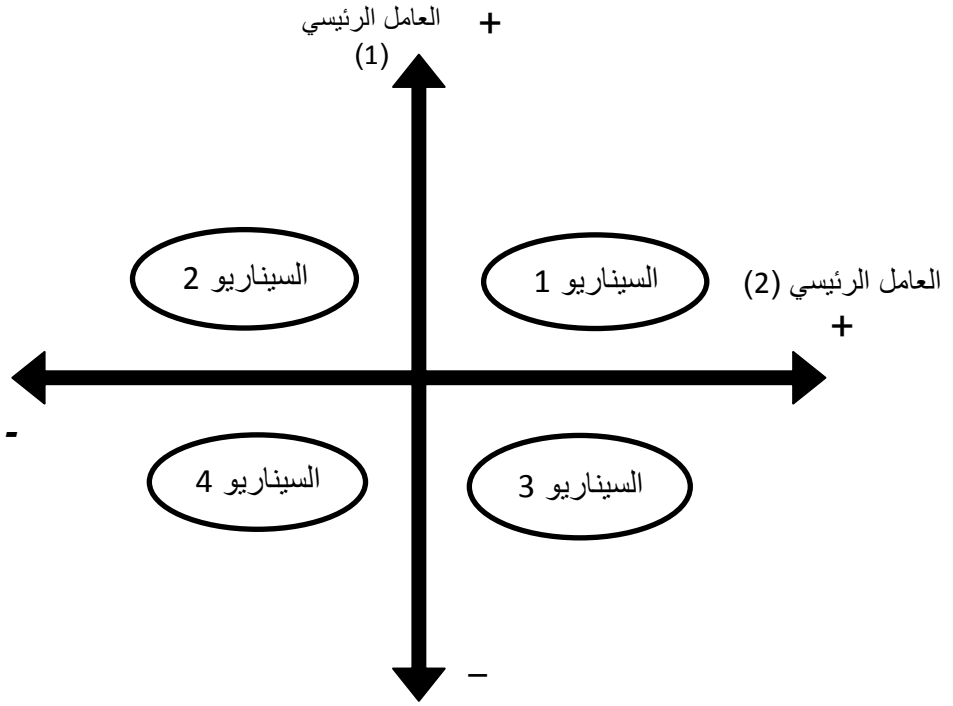 العامل الرئيسي +
(1)
السيناريو 2
السيناريو 1
العامل الرئيسي (2)
+
-
السيناريو 4
السيناريو 3
–